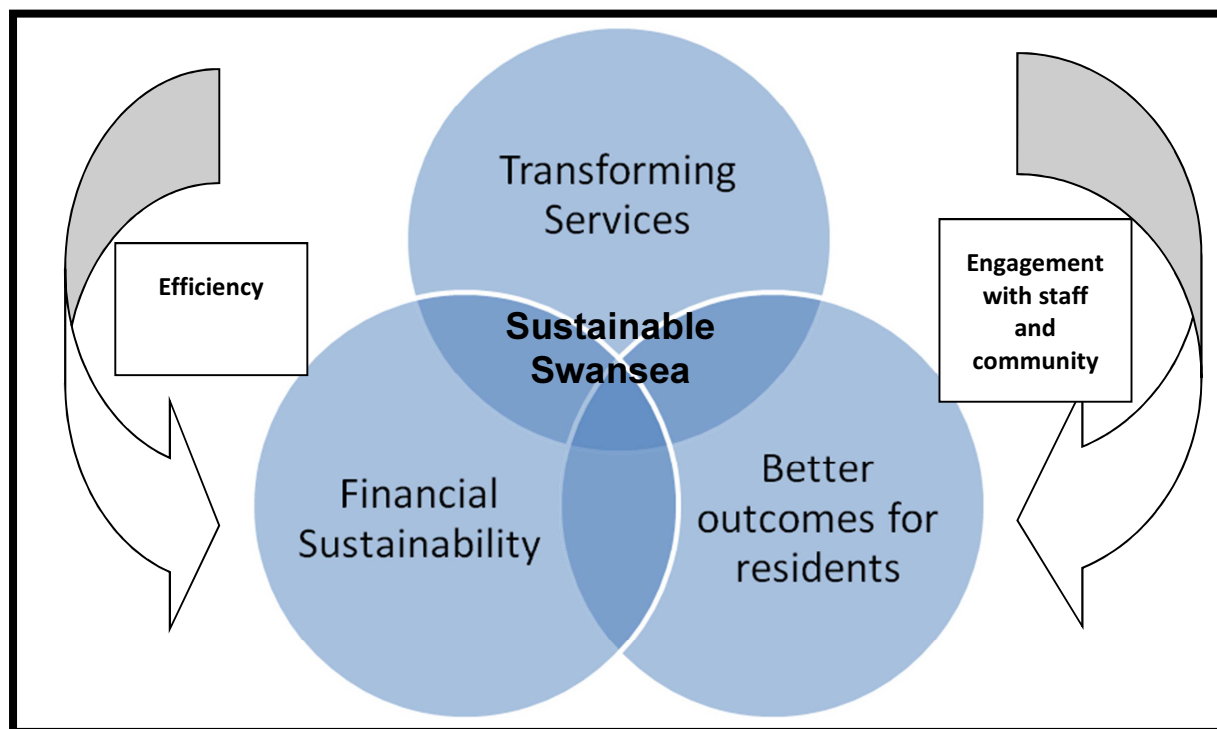 Transforming
Services
Efficiency
Engagement
with staff
and
community
Sustainable
Swansea
Financial
Sustainability
Better
outcomes for
residents